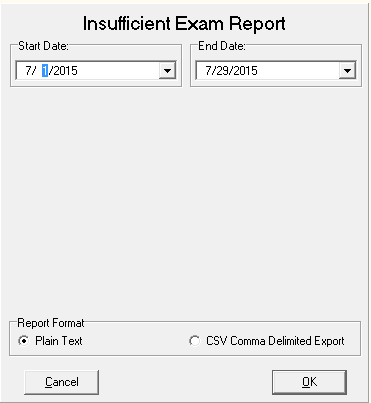 Insufficient Exam Report
Start Date: End Date:
7/ 1/2015 7/29/2015
Report Format
Plain Text CSV Comma Delimited Export
Cancel OK